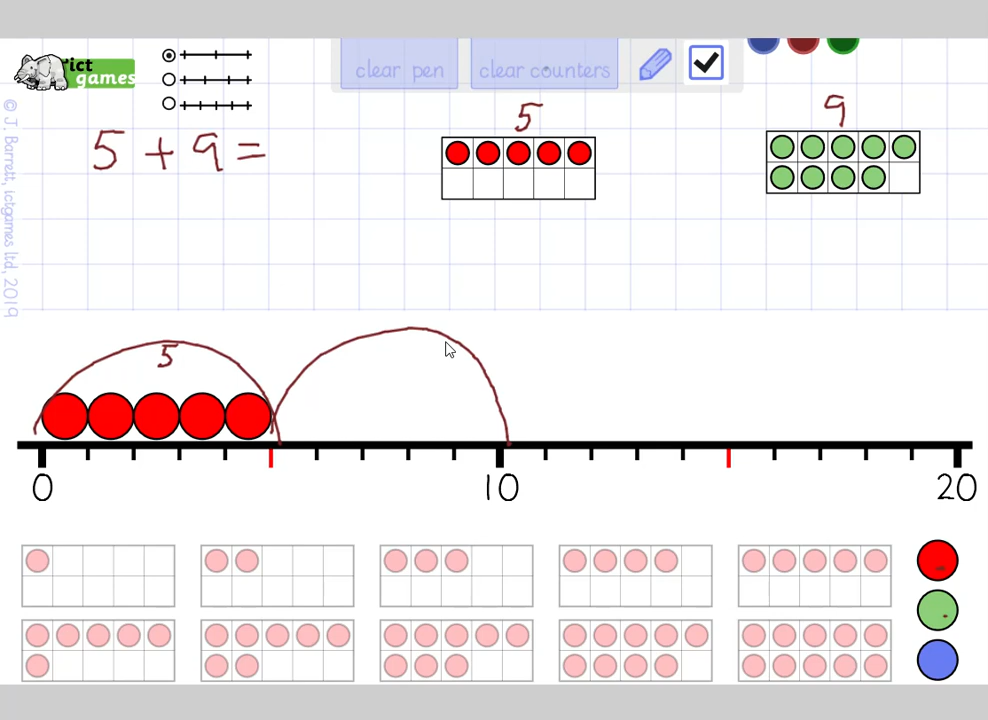 ict
games
clear pen
clear counters
5
9
5 + 9 =
© J. Barrett, ictgames ltd, 2019
5
0
10
20